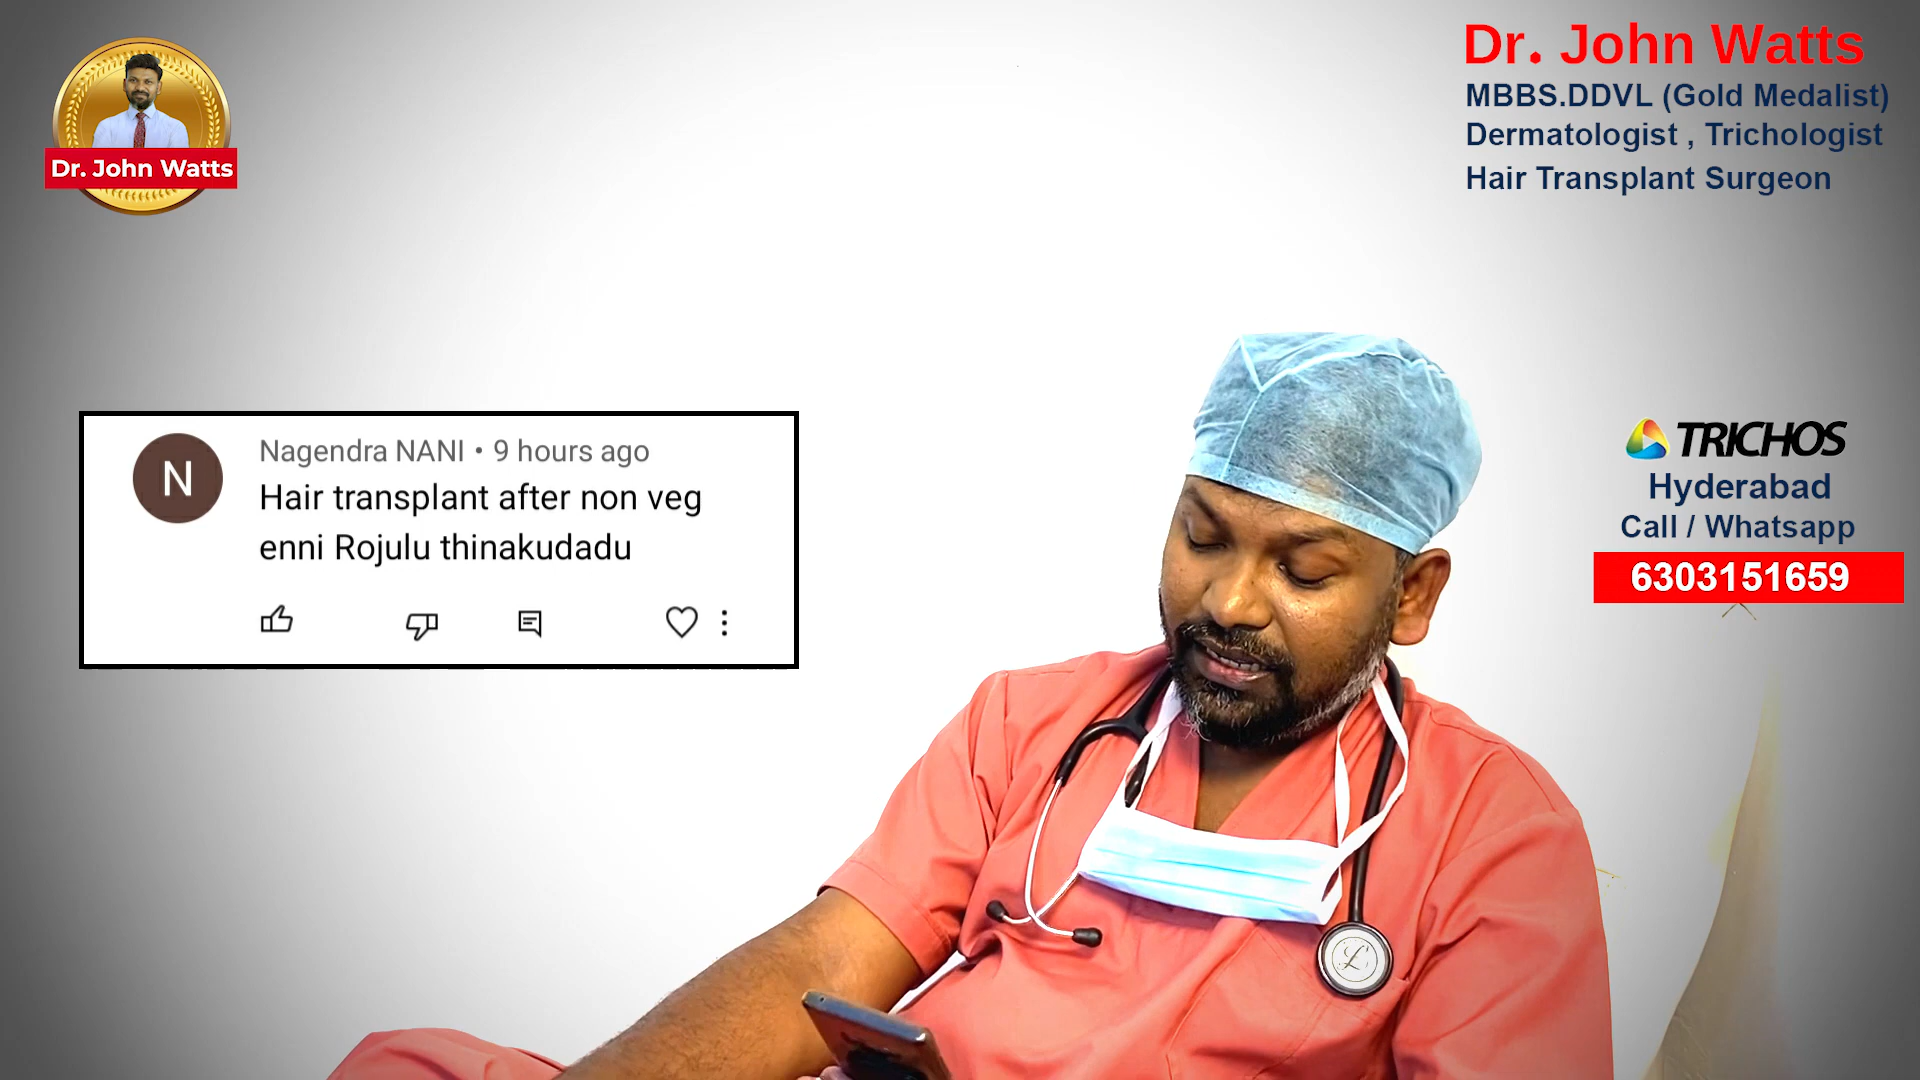 Dr. John Watts
Dr. John Watts
MBBS.DDVL (Gold Medalist)
Dermatologist , Trichologist
Hair Transplant Surgeon
N
Nagendra NANI • 9 hours ago
Hair transplant after non veg
enni Rojulu thinakudadu
TRICHOS
Hyderabad
Call / Whatsapp
6303151659